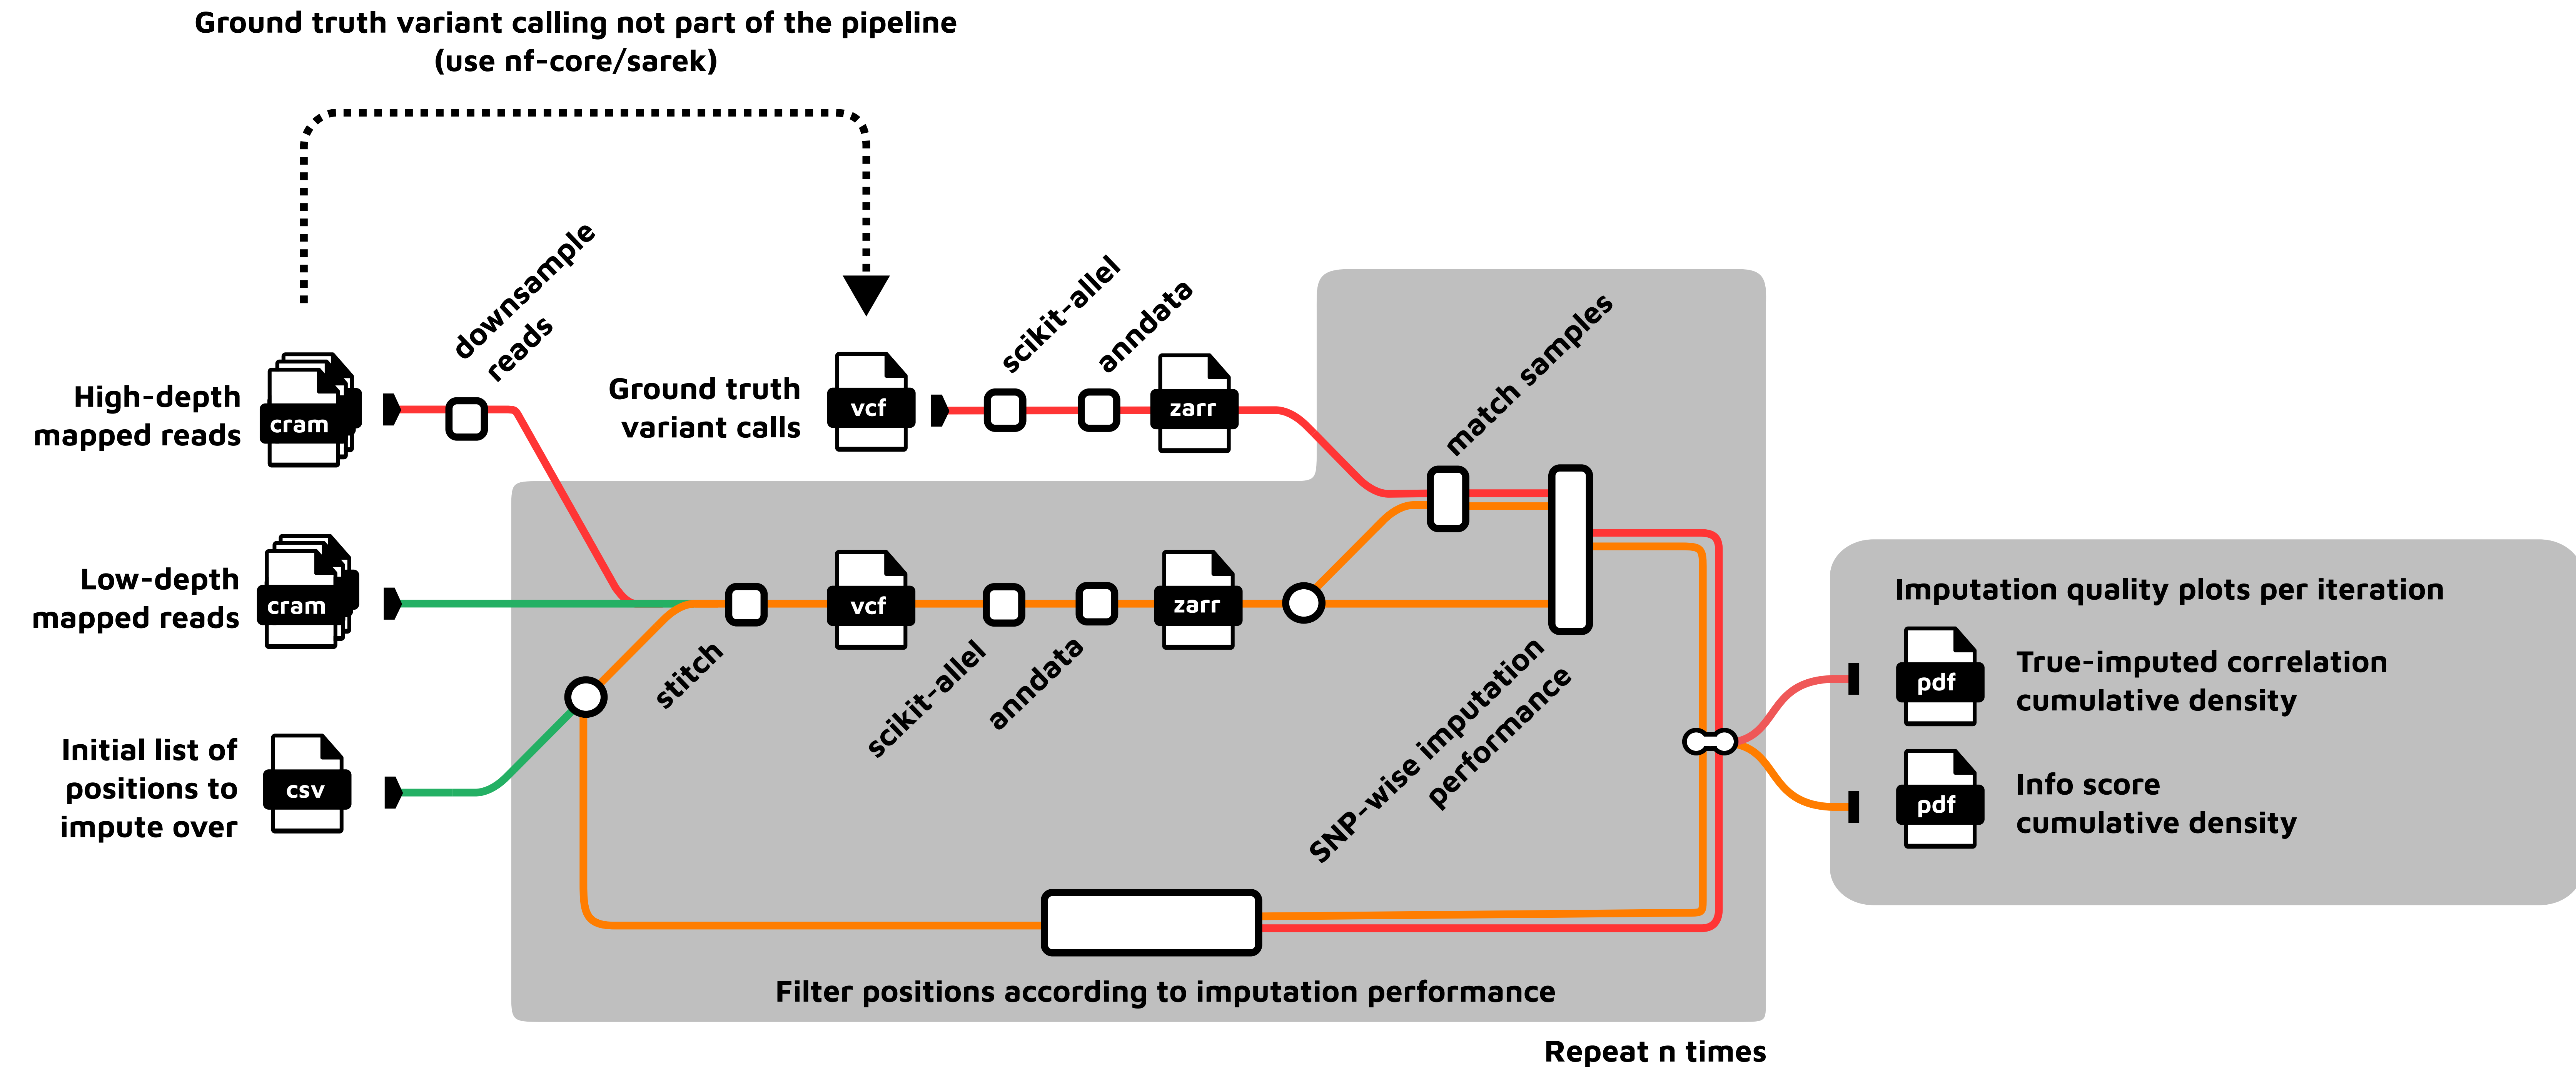 Ground truth variant calling not part of the pipeline
(use nf-core/sarek)
downsample
reads
scikit-allel
anndata
match samples
High-depth
mapped reads
cram
Ground truth
variant calls
vcf
zarr
Low-depth
mapped reads
cram
stitch
vcf
scikit-allel
anndata
zarr
SNP-wise imputation
performance
Initial list of
positions to
impute over
csv
Filter positions according to imputation performance
Repeat n times
Imputation quality plots per iteration
pdf
True-imputed correlation
cumulative density
pdf
Info score
cumulative density